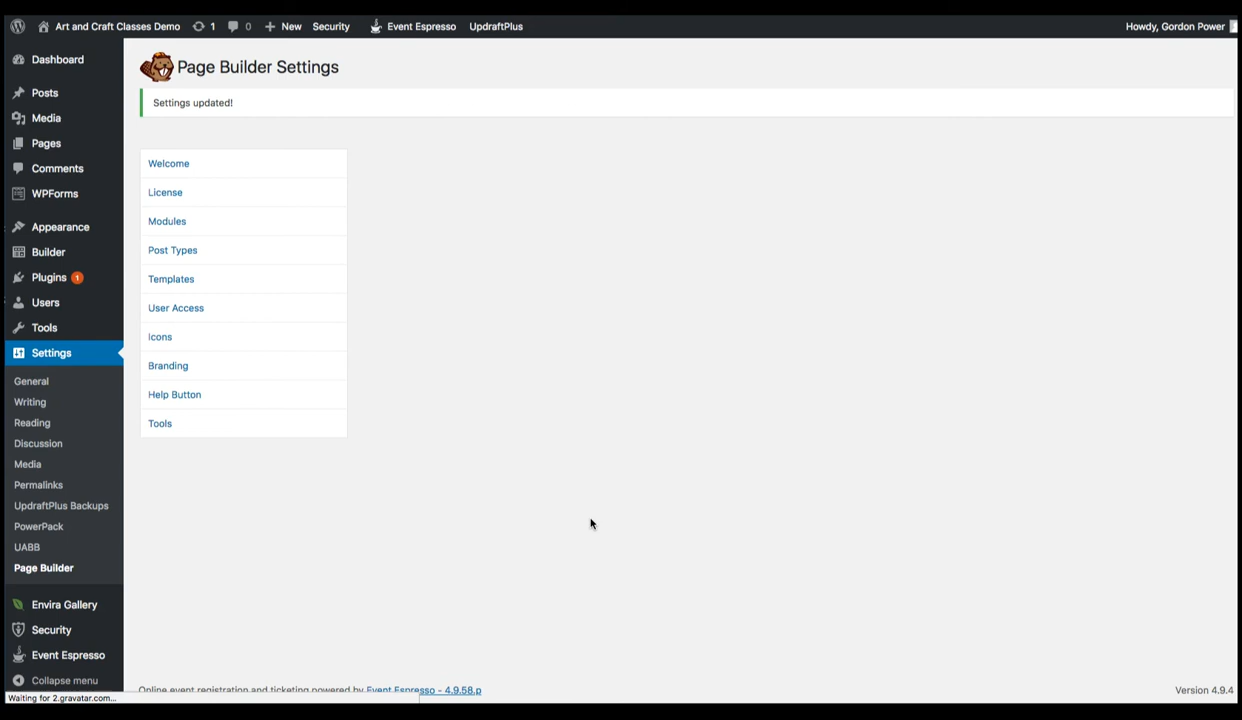 Art and Craft Classes Demo 1 0 New Security Event Espresso UpdraftPlus Howdy, Gordon Power
Dashboard
Posts
Media
Pages
Comments
WPForms
Appearance
Builder
Plugins 1
Users
Tools
Settings
General
Writing
Reading
Discussion
Media
Permalinks
UpdraftPlus Backups
PowerPack
UABB
Page Builder
Envira Gallery
Security
Event Espresso
Collapse menu
Page Builder Settings
Settings updated!
Welcome
License
Modules
Post Types
Templates
User Access
Icons
Branding
Help Button
Tools
Online event registration and ticketing powered by Event Espresso - 4.9.58.p
Version 4.9.4
Waiting for 2.gravatar.com...